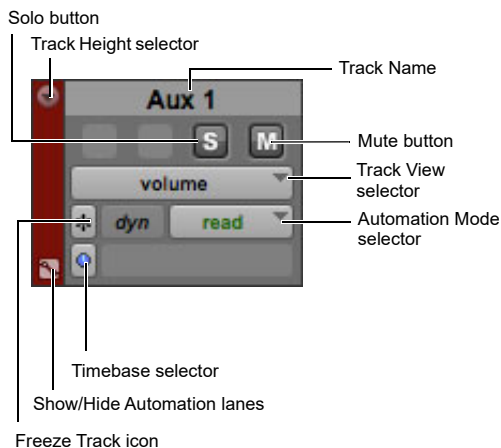 Solo button
Track Height selector
Track Name
Aux 1
S M
Mute button
volume
Track View
selector
dyn read
Automation Mode
selector
Timebase selector
Show/Hide Automation lanes
Freeze Track icon